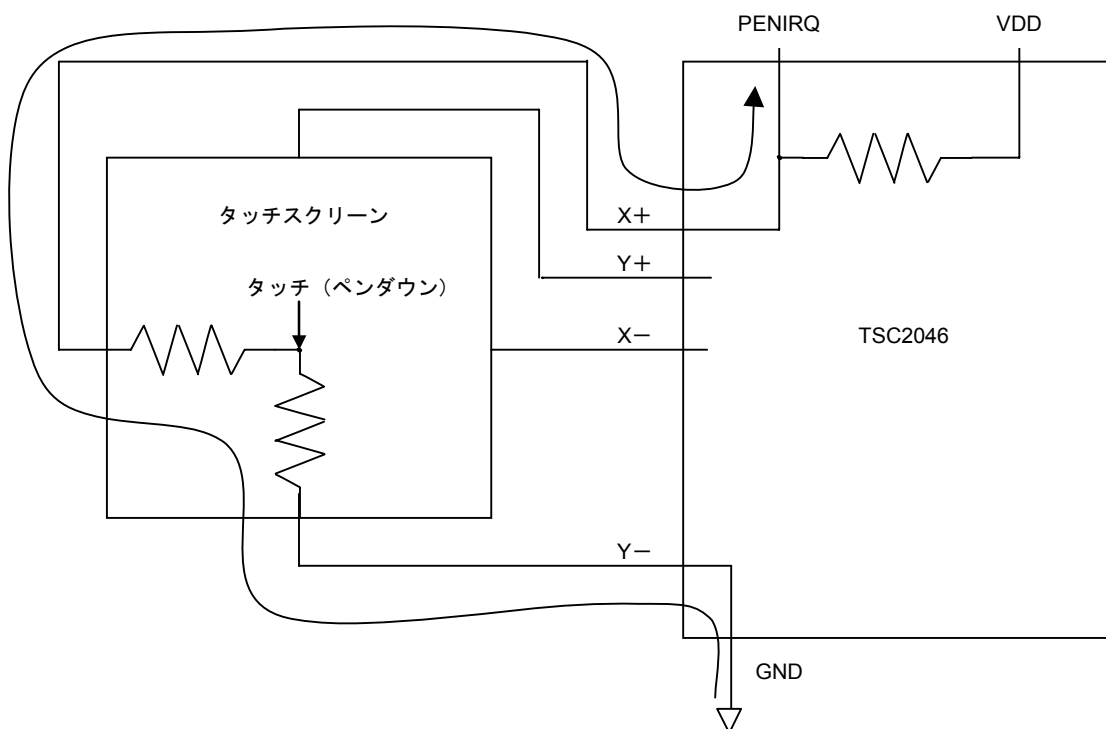 PENIRQ
VDD
タッチスクリーン
X+
Y+
タッチ（ペンダウン）
X−
TSC2046
Y−
GND